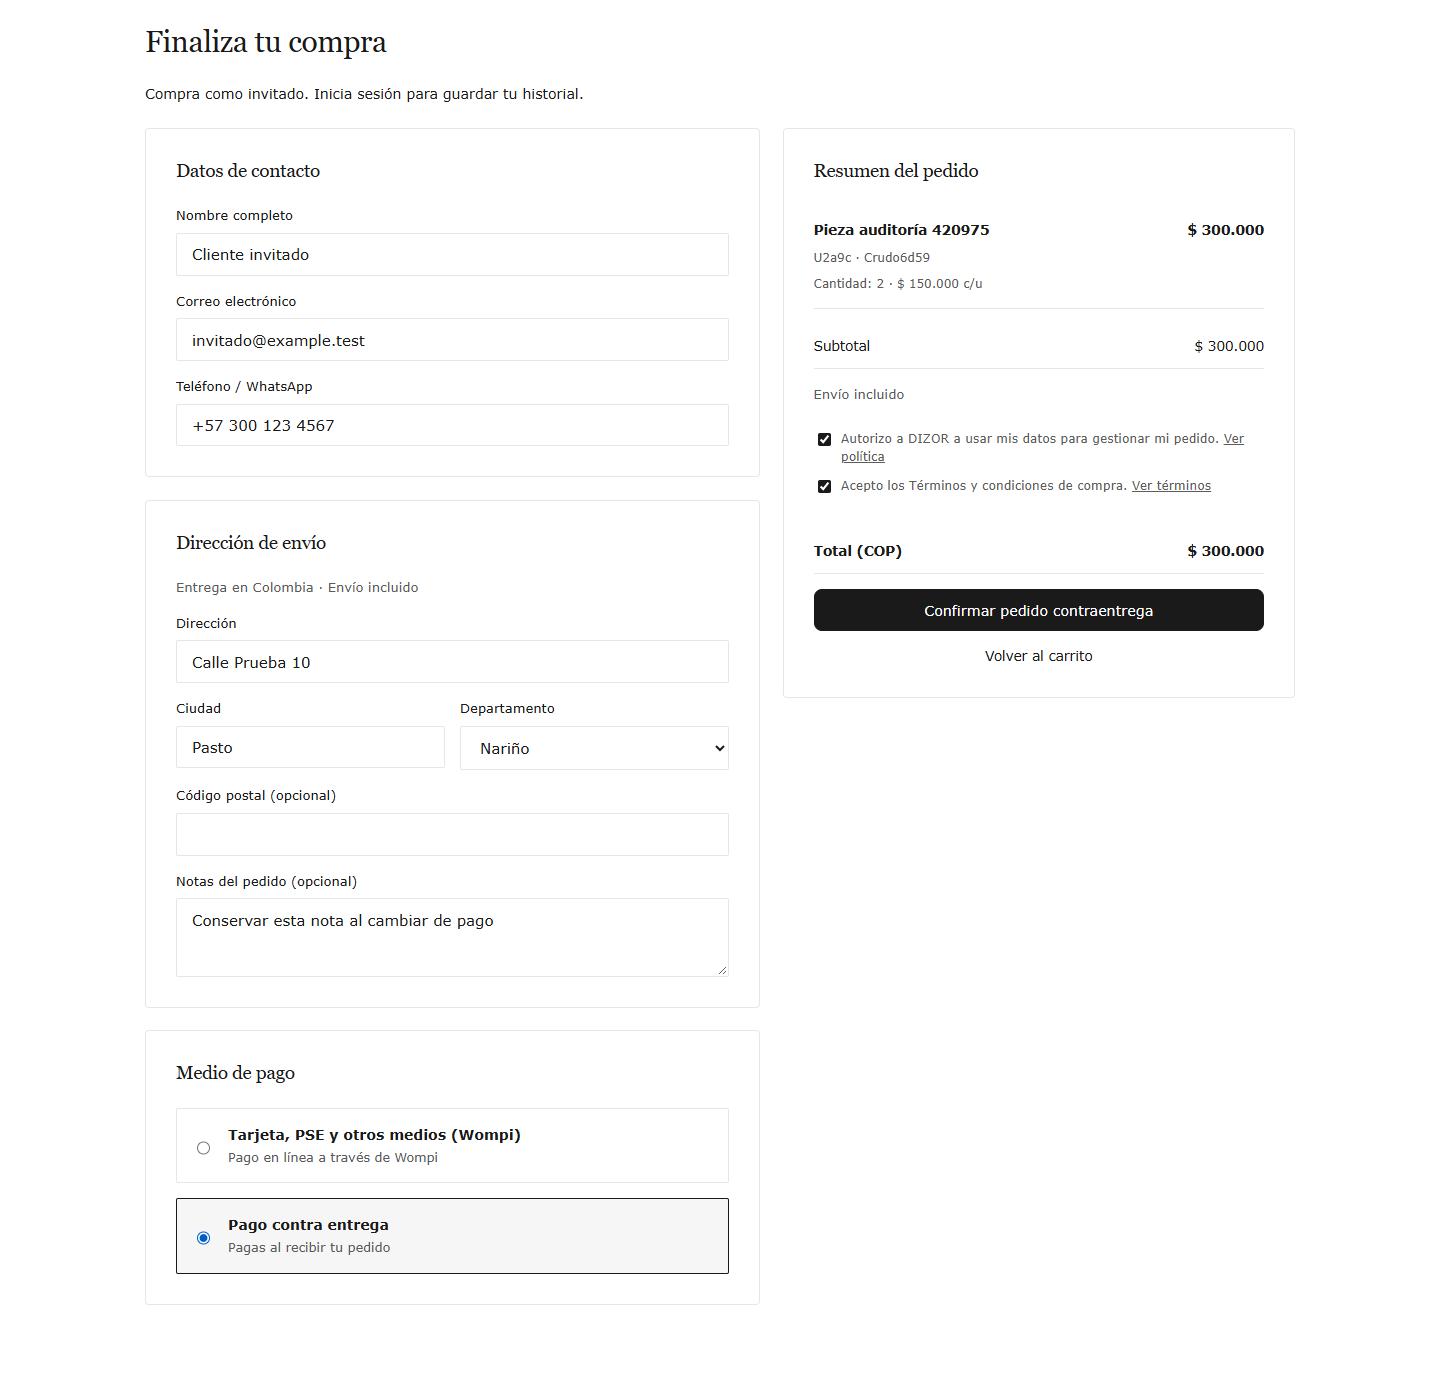 Finaliza tu compra
Compra como invitado. Inicia sesión para guardar tu historial.
Datos de contacto
Nombre completo
Cliente invitado
Correo electrónico
invitado@example.test
Teléfono / WhatsApp
+57 300 123 4567
Dirección de envío
Entrega en Colombia · Envío incluido
Dirección
Calle Prueba 10
Ciudad
Departamento
Pasto
Nariño
Código postal (opcional)
Notas del pedido (opcional)
Conservar esta nota al cambiar de pago
Medio de pago
Tarjeta, PSE y otros medios (Wompi)
Pago en línea a través de Wompi
Pago contra entrega
Pagas al recibir tu pedido
Resumen del pedido
Pieza auditoría 420975 $ 300.000
U2a9c · Crudo6d59
Cantidad: 2 · $ 150.000 c/u
Subtotal $ 300.000
Envío incluido
Autorizo a DIZOR a usar mis datos para gestionar mi pedido. Ver
política
Acepto los Términos y condiciones de compra. Ver términos
Total (COP) $ 300.000
Confirmar pedido contraentrega
Volver al carrito